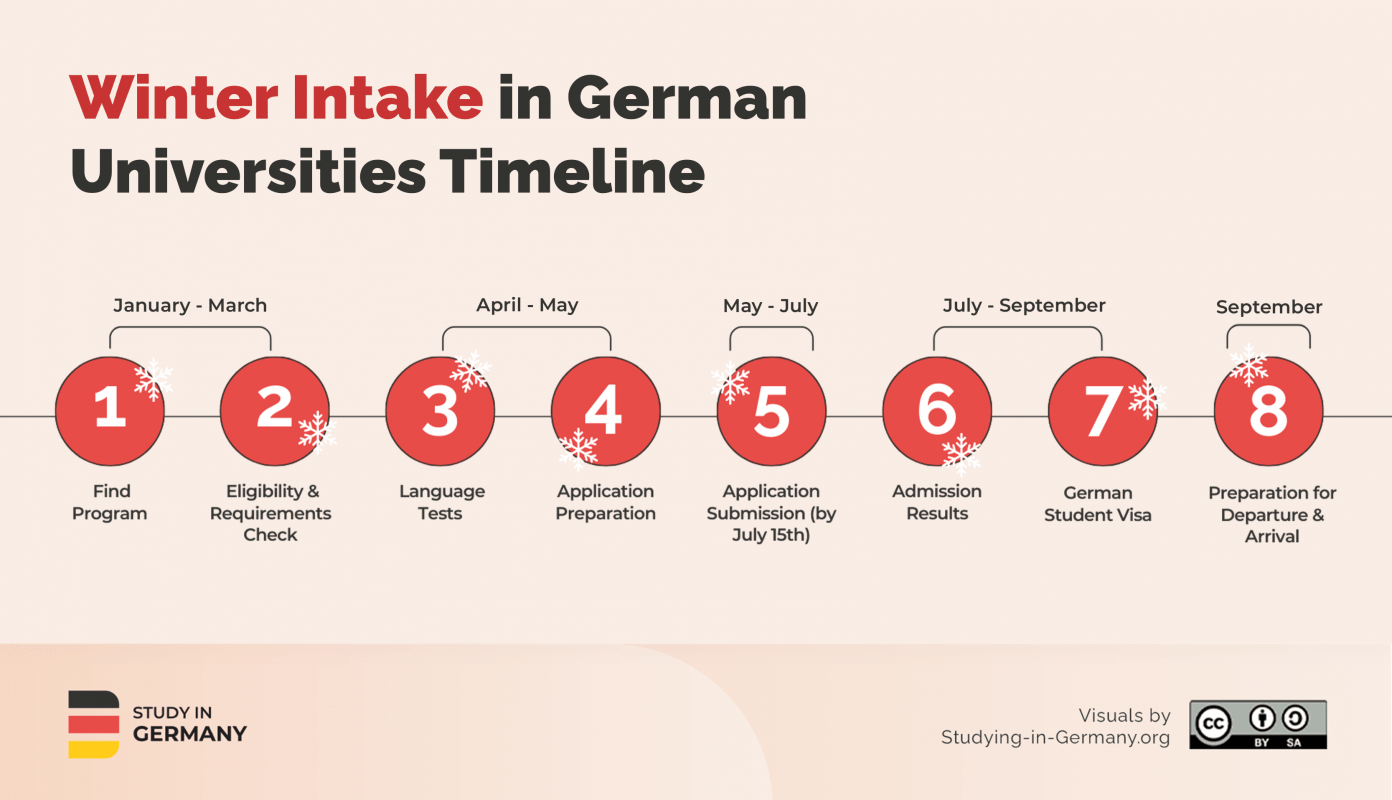 Winter Intake in German
Universities Timeline
January - March
April - May
May - July
July - September
September
1
2
3
4
5
6
7
8
Find
Program
Eligibility &
Requirements
Check
Language
Tests
Application
Preparation
Application
Submission (by
July 15th)
Admission
Results
German
Student Visa
Preparation for
Departure &
Arrival
STUDY IN
GERMANY
Visuals by
Studying-in-Germany.org
cc
BY SA